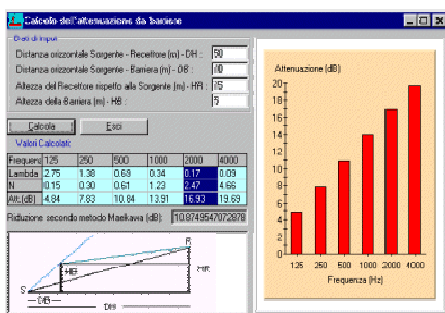 Calcolo dell'attenuazione da barriere
Dati di input
Distanza orizzontale Sorgente - Recettore (m) - DH : 50
Distanza orizzontale Sorgente - Barriera (m) - DB :
Altezza del Recettore rispetto alla Sorgente (m) - HR :
Altezza della Barriera (m) - HB : 5
Calcola Esci
Valori Calcolati
Frequenz 125 250 500 1000 2000 4000
Lambda 2.75 1.38 0.69 0.34 0.17 0.09
N 0.15 0.30 0.61 1.23 2.47 4.66
Att.(dB) 4.84 7.83 10.84 13.91 16.93 19.69
Riduzione secondo metodo Maekawa (dB): 10.8749547072878
R
HB
HR
S
DB
DH
Attenuazione (dB)
20
18
16
14
12
10
8
6
4
2
0
125 250 500 1000 2000 4000
Frequenza (Hz)